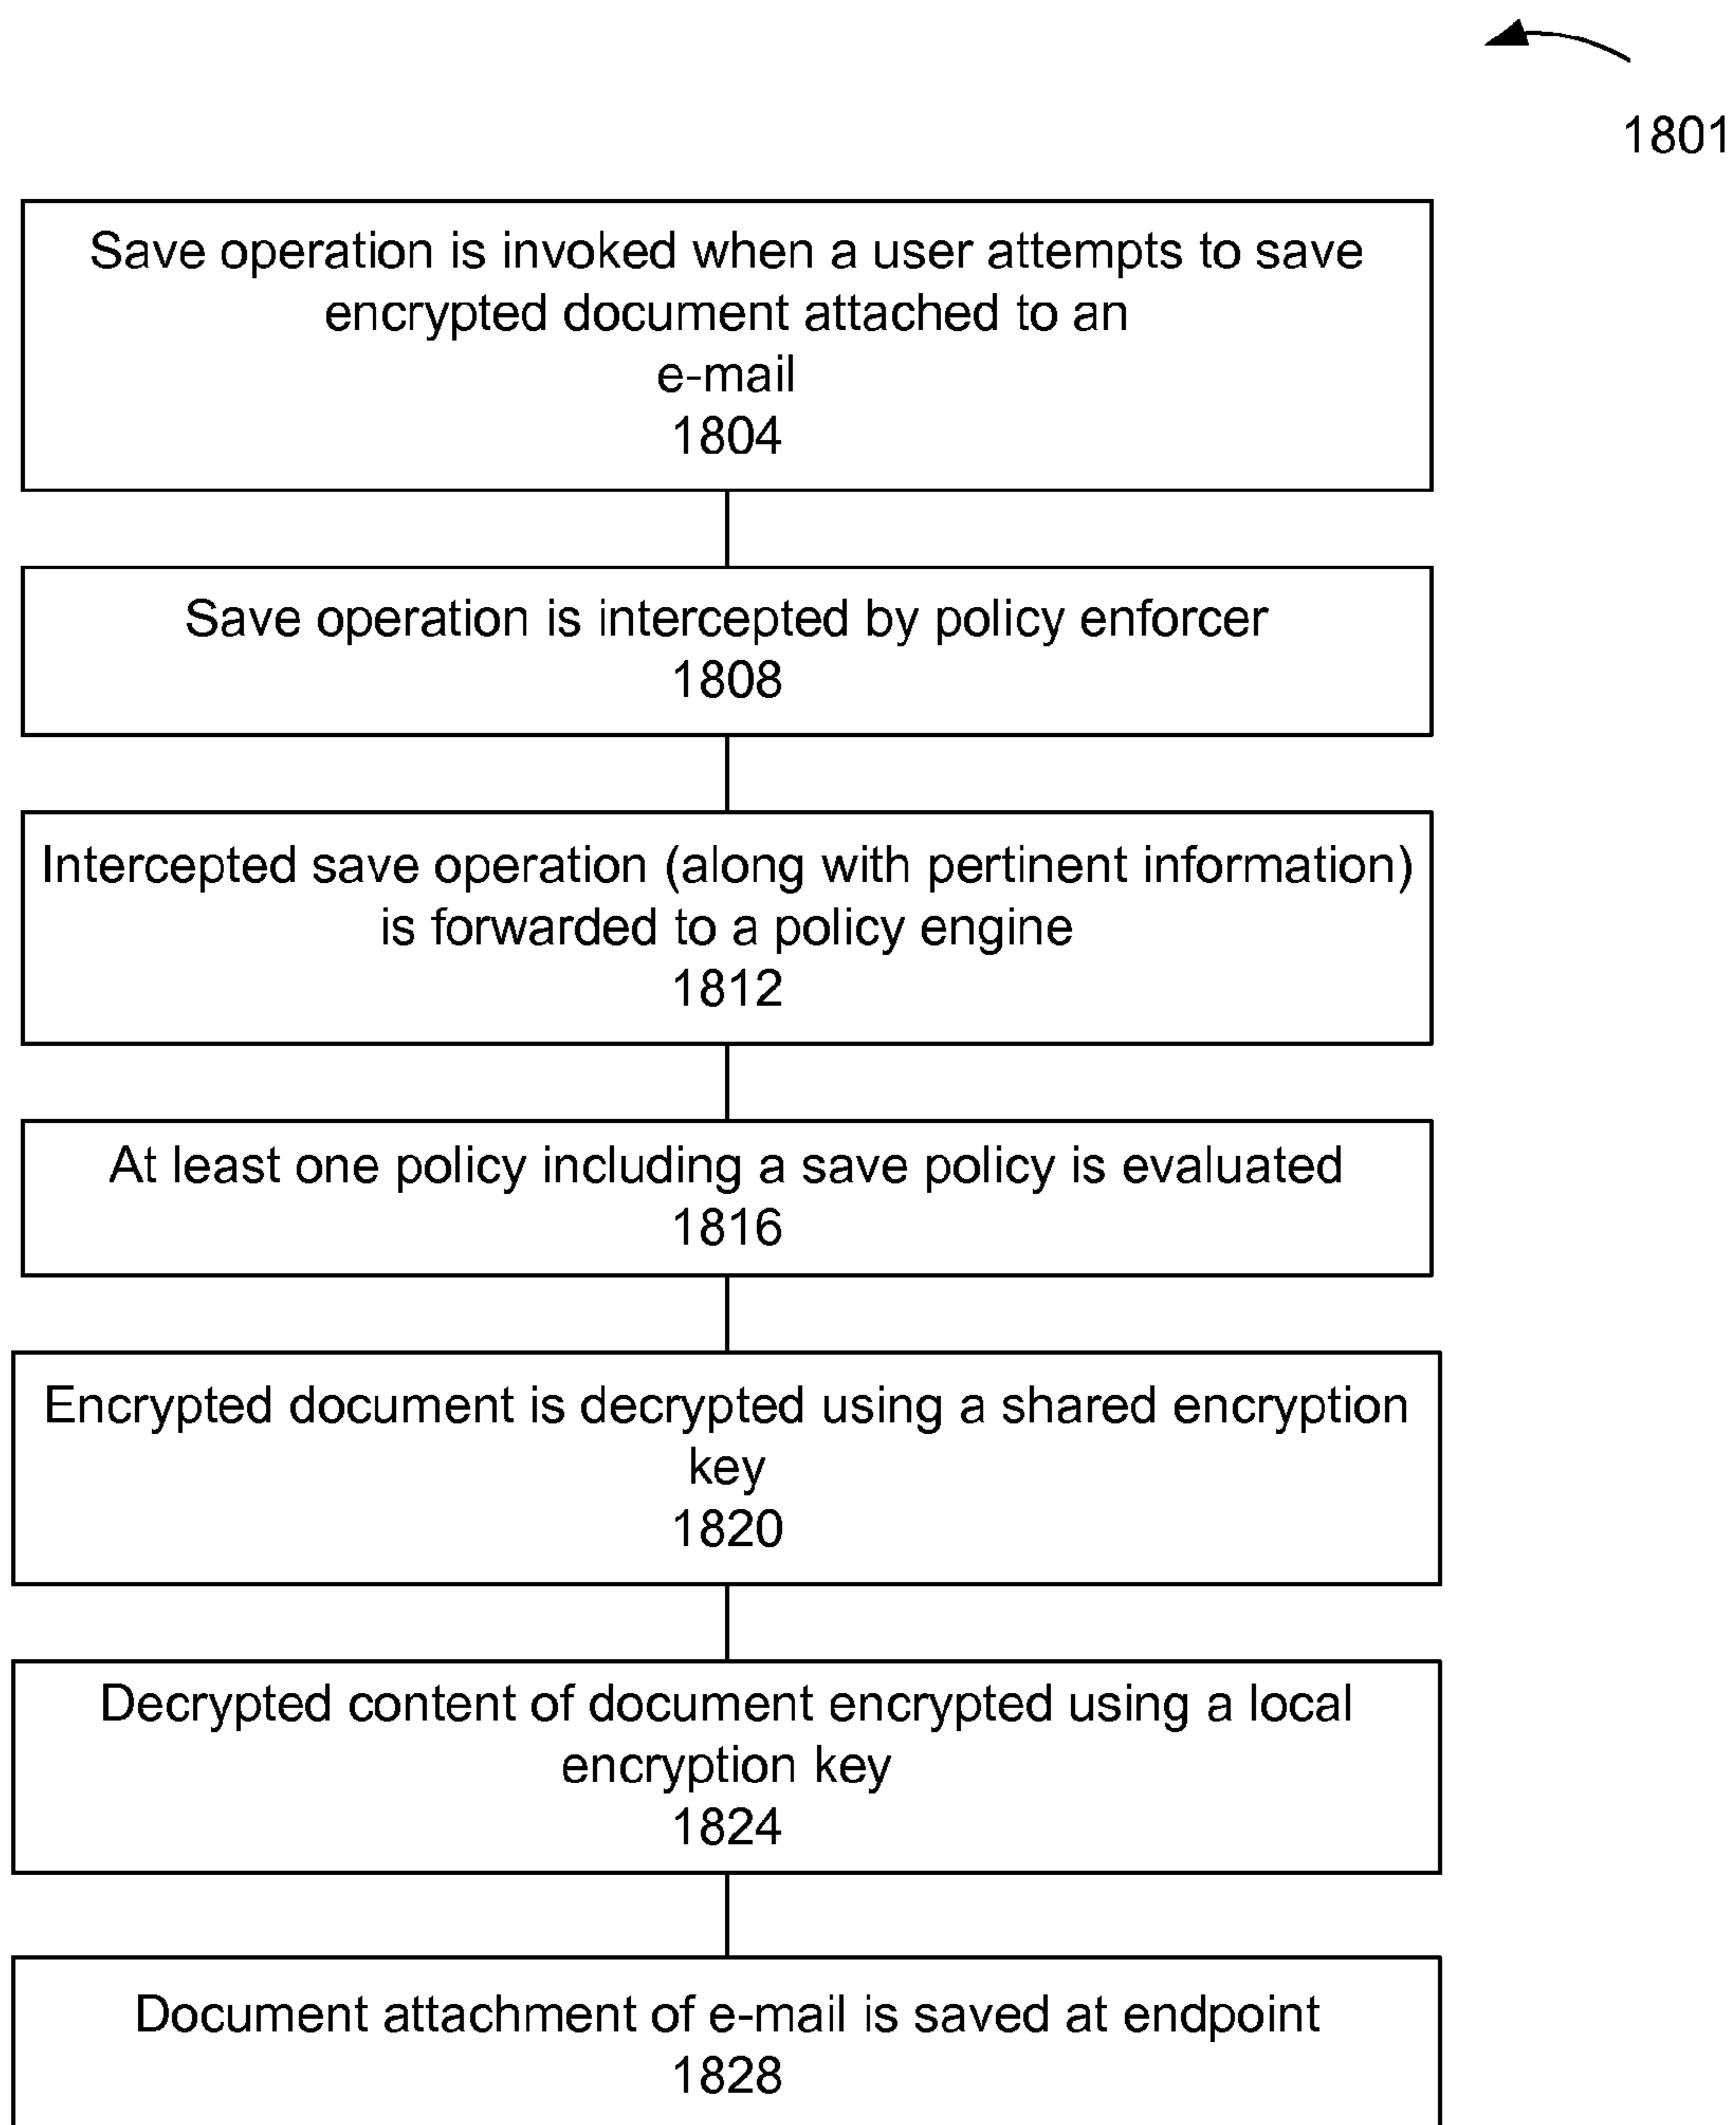 1801
Save operation is invoked when a user attempts to save
encrypted document attached to an
e-mail
1804
Save operation is intercepted by policy enforcer
1808
Intercepted save operation (along with pertinent information)
is forwarded to a policy engine
1812
At least one policy including a save policy is evaluated
1816
Encrypted document is decrypted using a shared encryption
key
1820
Decrypted content of document encrypted using a local
encryption key
1824
Document attachment of e-mail is saved at endpoint
1828